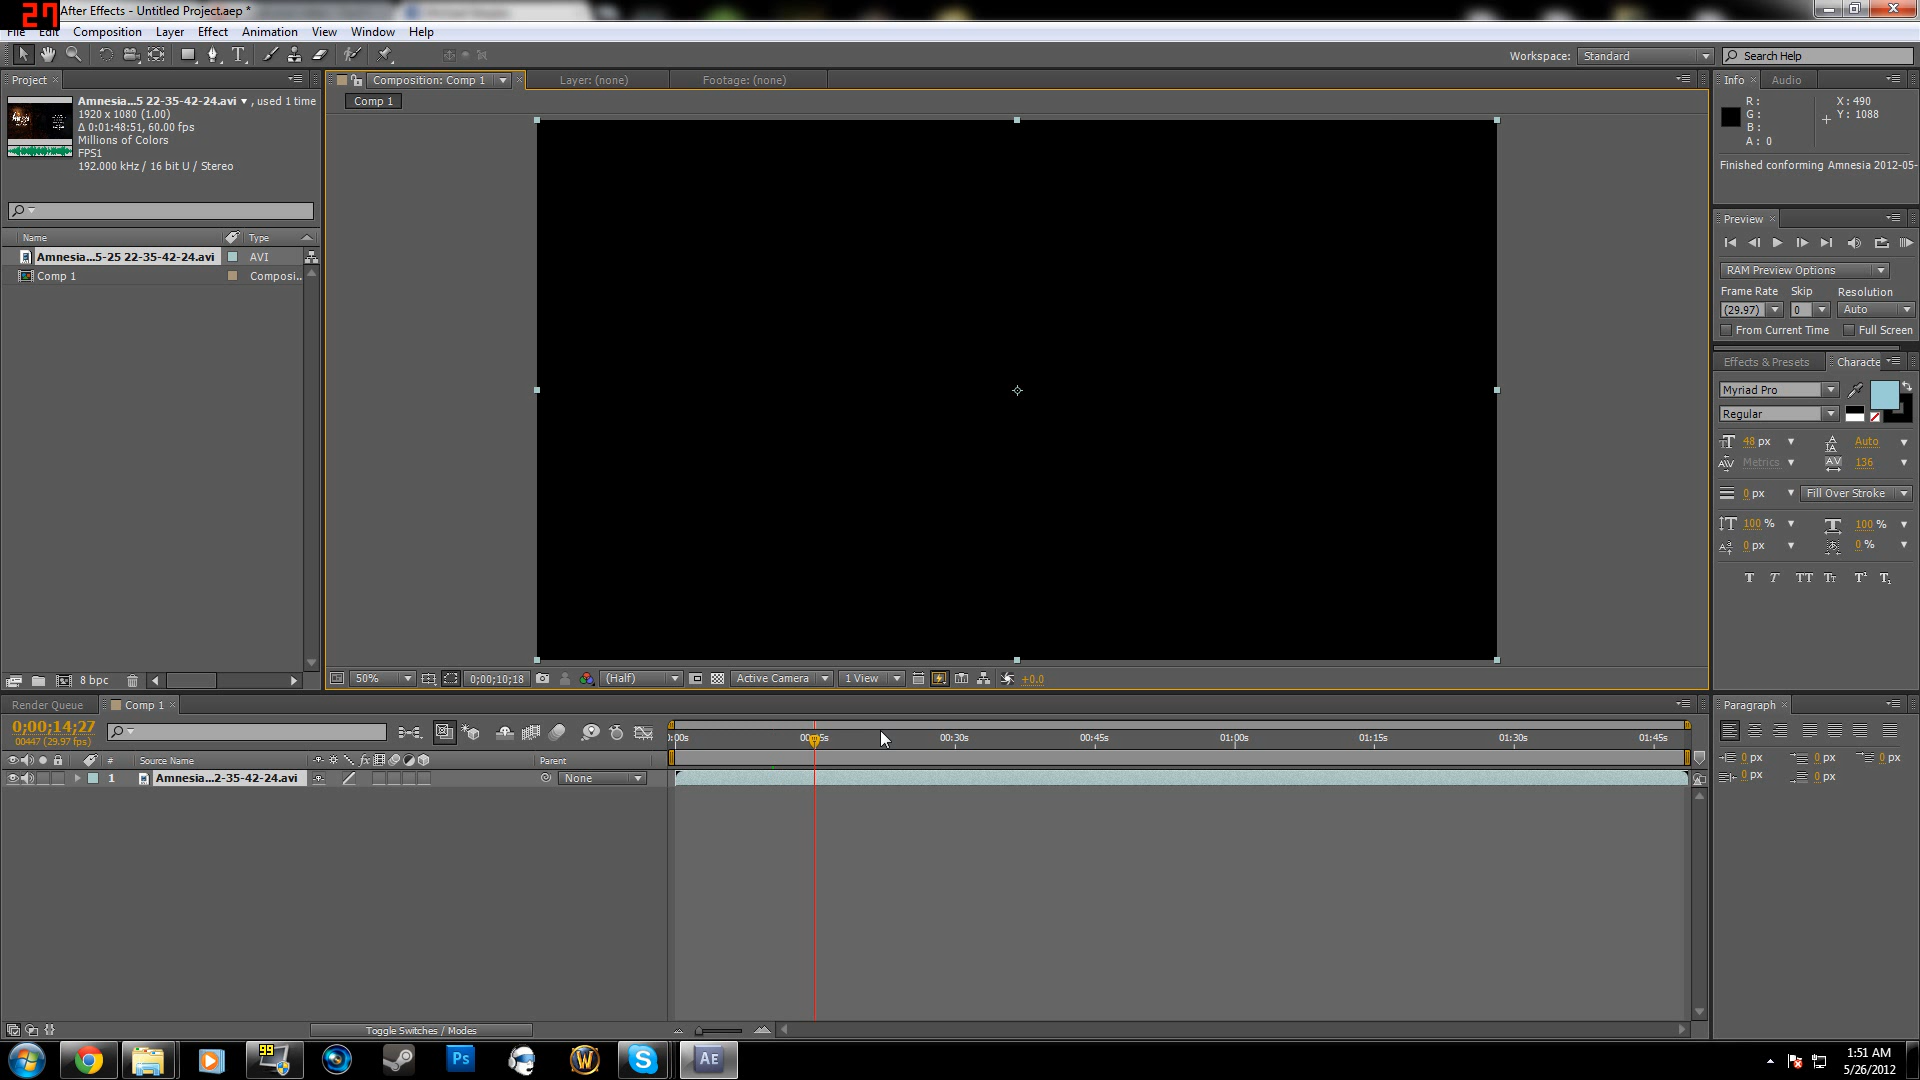 27
After Effects - Untitled Project.aep *
File Edit Composition Layer Effect Animation View Window Help
Workspace: Standard Search Help
Project
Amnesia...5 22-35-42-24.avi , used 1 time
1920 x 1080 (1.00)
Δ 0:01:48:51, 60.00 fps
Millions of Colors
FPS1
192.000 kHz / 16 bit U / Stereo
Name Type
Amnesia...5-25 22-35-42-24.avi AVI
Comp 1 Composi...
8 bpc
Composition: Comp 1 Layer: (none) Footage: (none)
Comp 1
50% 0;00;10;18 (Half) Active Camera 1 View +0.0
Info Audio
R: X: 490
G: Y: 1088
B:
A: 0
Finished conforming Amnesia 2012-05-
Preview
RAM Preview Options
Frame Rate Skip Resolution
(29.97) 0 Auto
From Current Time Full Screen
Effects & Presets Characte
Myriad Pro
Regular
48 px Auto
Metrics 136
0 px Fill Over Stroke
100 % 100 %
0 px 0 %
T T TT Tt T¹ T₁
Render Queue Comp 1
0;00;14;27
00447 (29.97 fps)
# Source Name fx Parent
1 Amnesia...2-35-42-24.avi None
:00s 00:15s 00:30s 00:45s 01:00s 01:15s 01:30s 01:45s
Toggle Switches / Modes
Paragraph
0 px 0 px 0 px
0 px 0 px
99 Ps AE
1:51 AM
5/26/2012